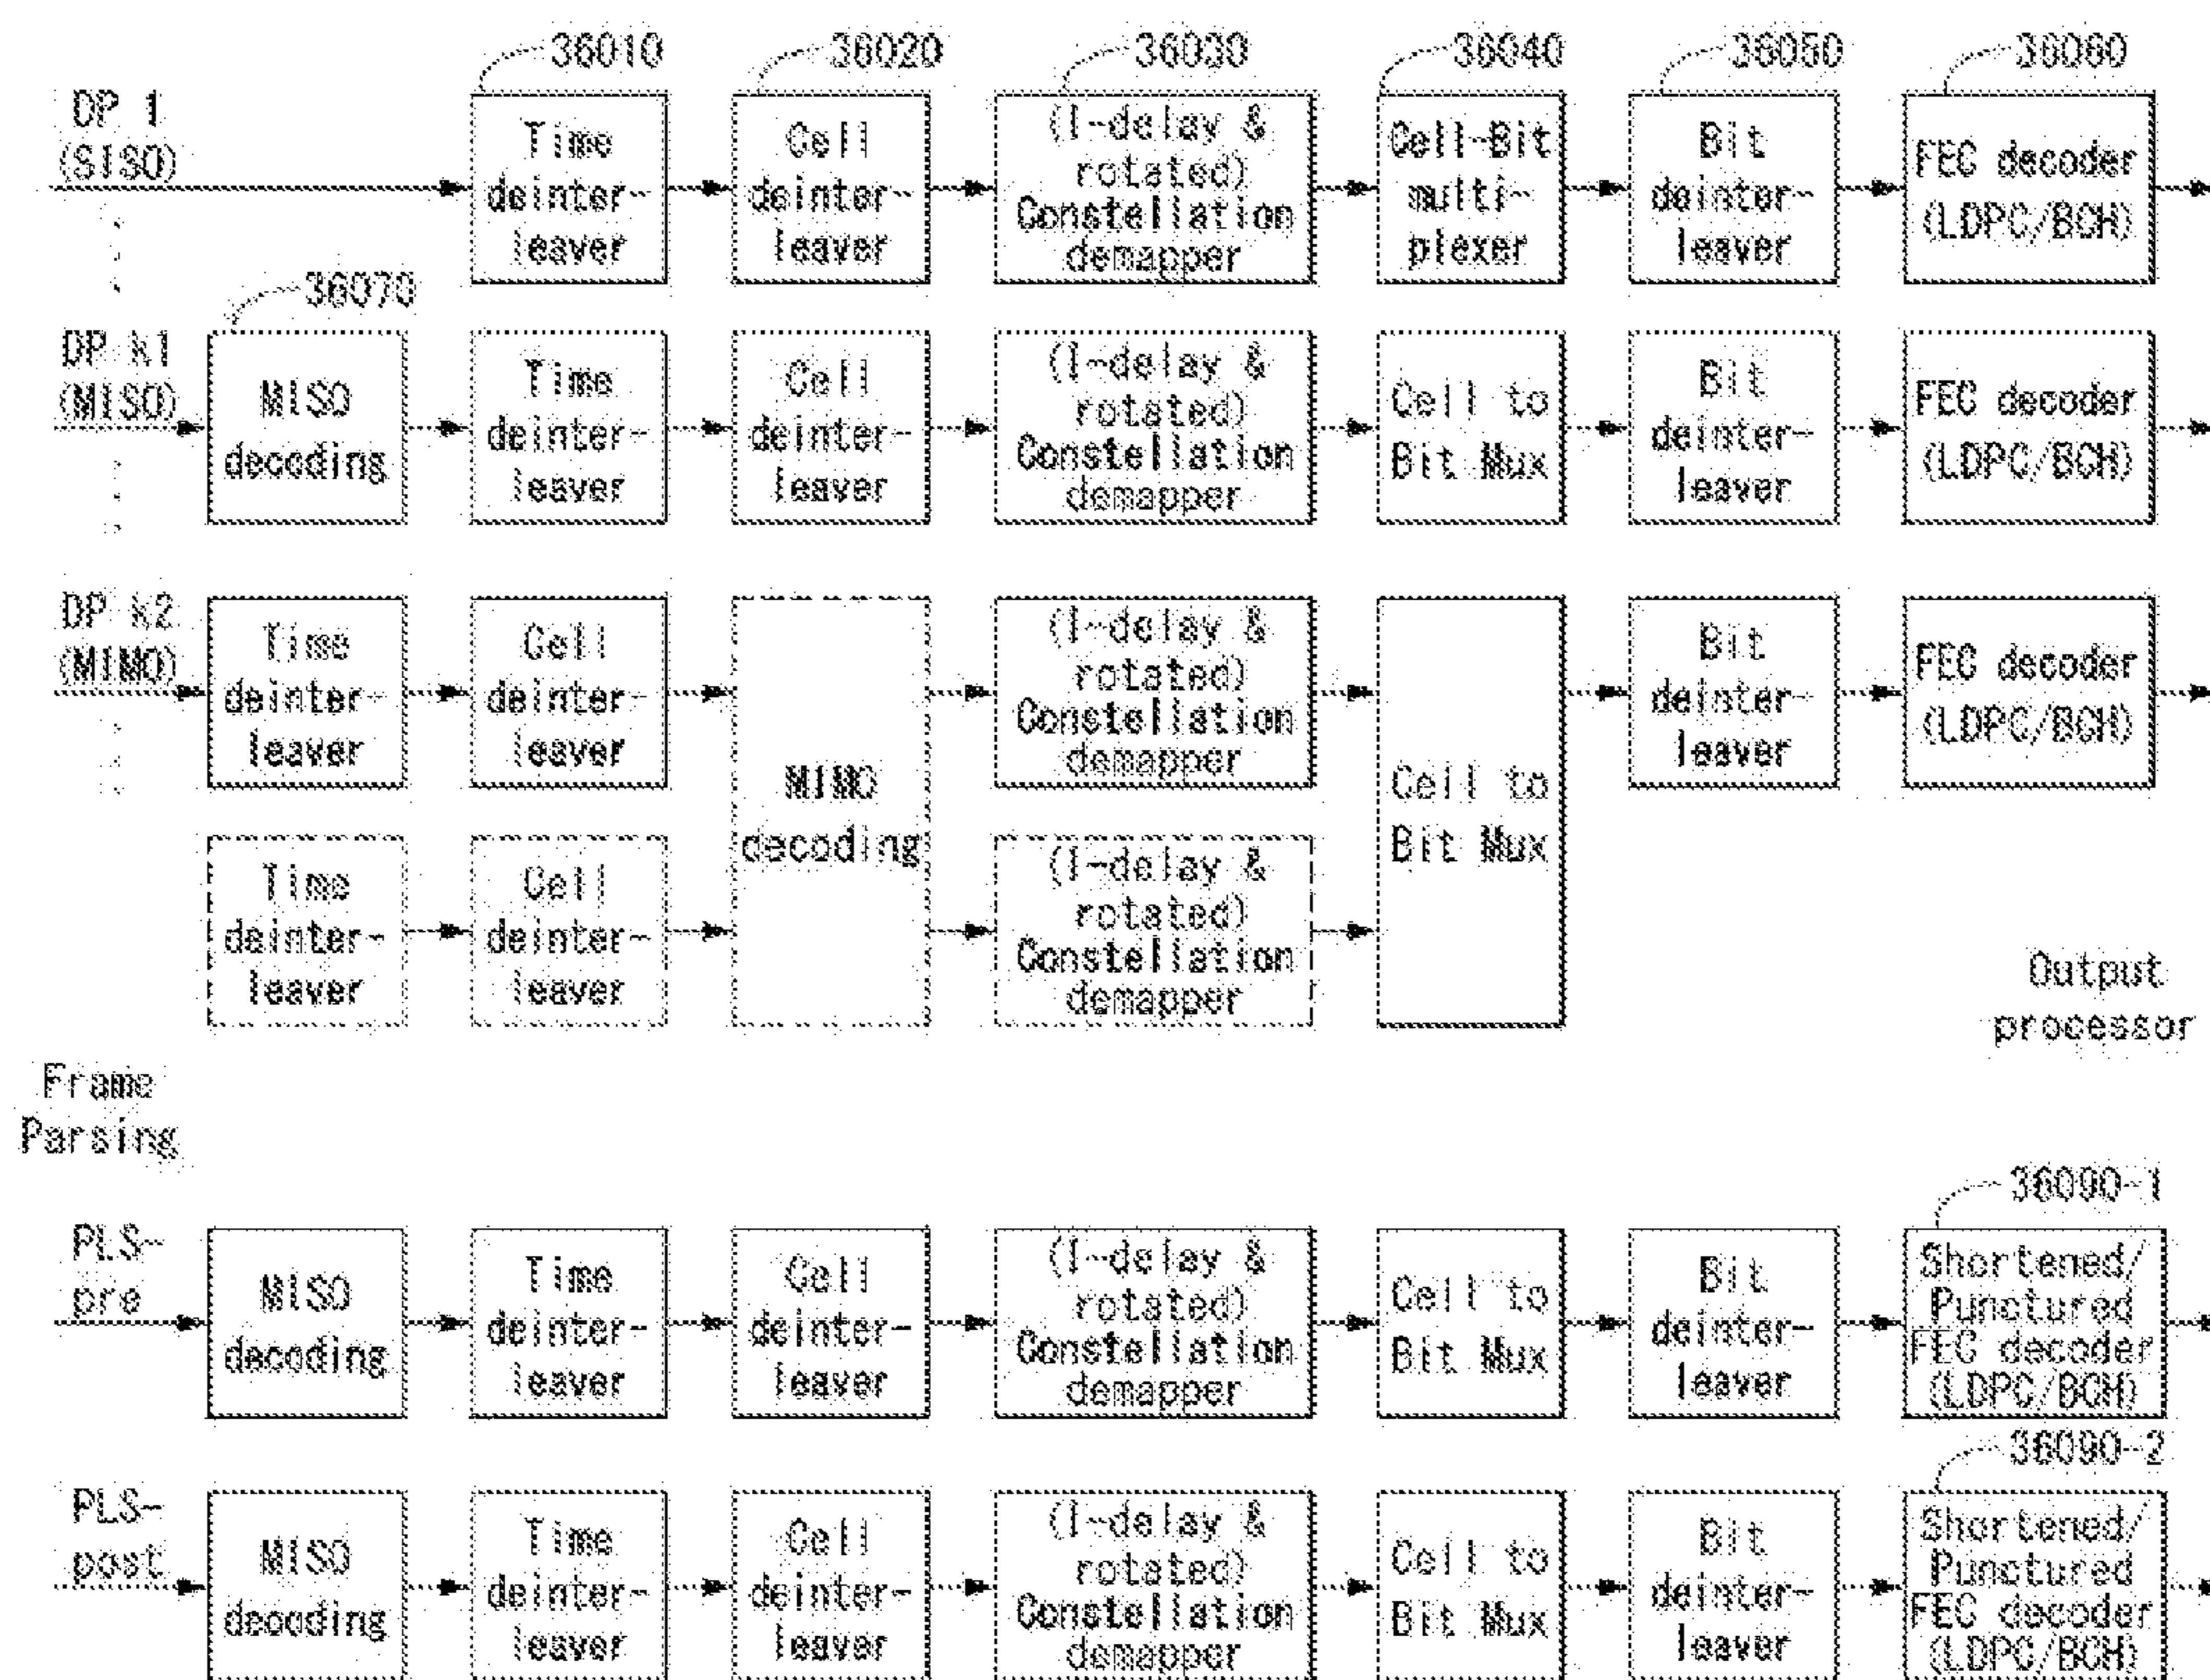 36010
36020
36030
36040
36050
36060
DP 1
(SISO)
Time
deinter-
leaver
Cell
deinter-
leaver
(I-delay &
rotated)
Constellation
demapper
Cell-Bit
multi-
plexer
Bit
deinter-
leaver
FEC decoder
(LDPC/BCH)
36070
DP k1
(MISO)
MISO
decoding
Time
deinter-
leaver
Cell
deinter-
leaver
(I-delay &
rotated)
Constellation
demapper
Cell to
Bit Mux
Bit
deinter-
leaver
FEC decoder
(LDPC/BCH)
DP k2
(MIMO)
Time
deinter-
leaver
Cell
deinter-
leaver
MIMO
decoding
(I-delay &
rotated)
Constellation
demapper
Cell to
Bit Mux
Bit
deinter-
leaver
FEC decoder
(LDPC/BCH)
Time
deinter-
leaver
Cell
deinter-
leaver
(I-delay &
rotated)
Constellation
demapper
Output
processor
Frame
Parsing
36090-1
PLS-
pre
MISO
decoding
Time
deinter-
leaver
Cell
deinter-
leaver
(I-delay &
rotated)
Constellation
demapper
Cell to
Bit Mux
Bit
deinter-
leaver
Shortened/
Punctured
FEC decoder
(LDPC/BCH)
36090-2
PLS-
post
MISO
decoding
Time
deinter-
leaver
Cell
deinter-
leaver
(I-delay &
rotated)
Constellation
demapper
Cell to
Bit Mux
Bit
deinter-
leaver
Shortened/
Punctured
FEC decoder
(LDPC/BCH)